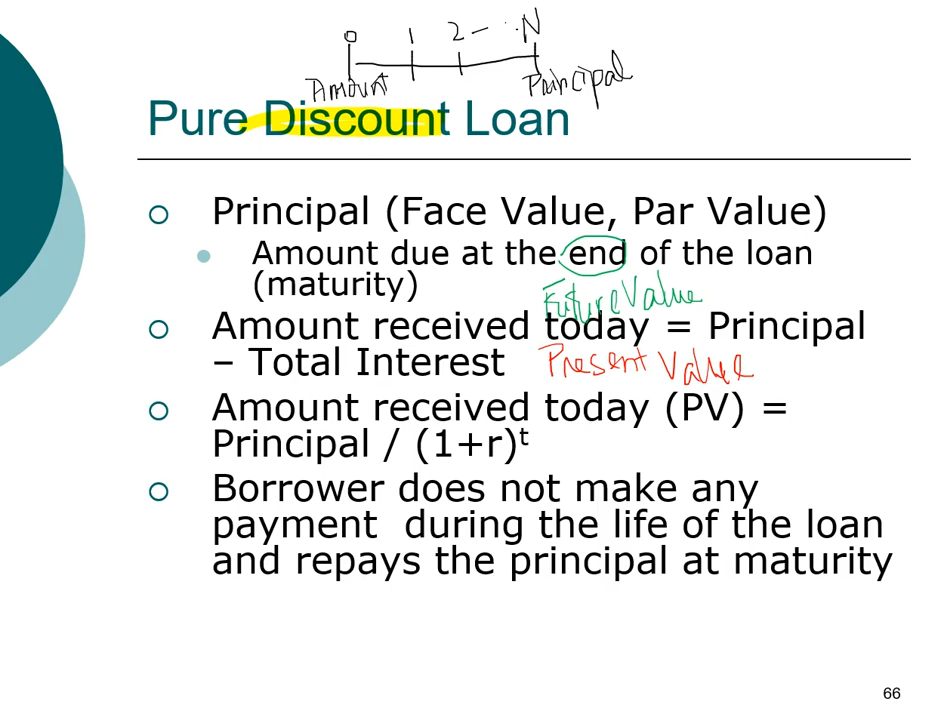 0 1 2 - ·· N
Amount Principal
Pure Discount Loan
Principal (Face Value, Par Value)
Amount due at the end of the loan
(maturity)
Future Value
Amount received today = Principal
– Total Interest Present Value
Amount received today (PV) =
Principal / (1+r)ᵗ
Borrower does not make any
payment during the life of the loan
and repays the principal at maturity
66